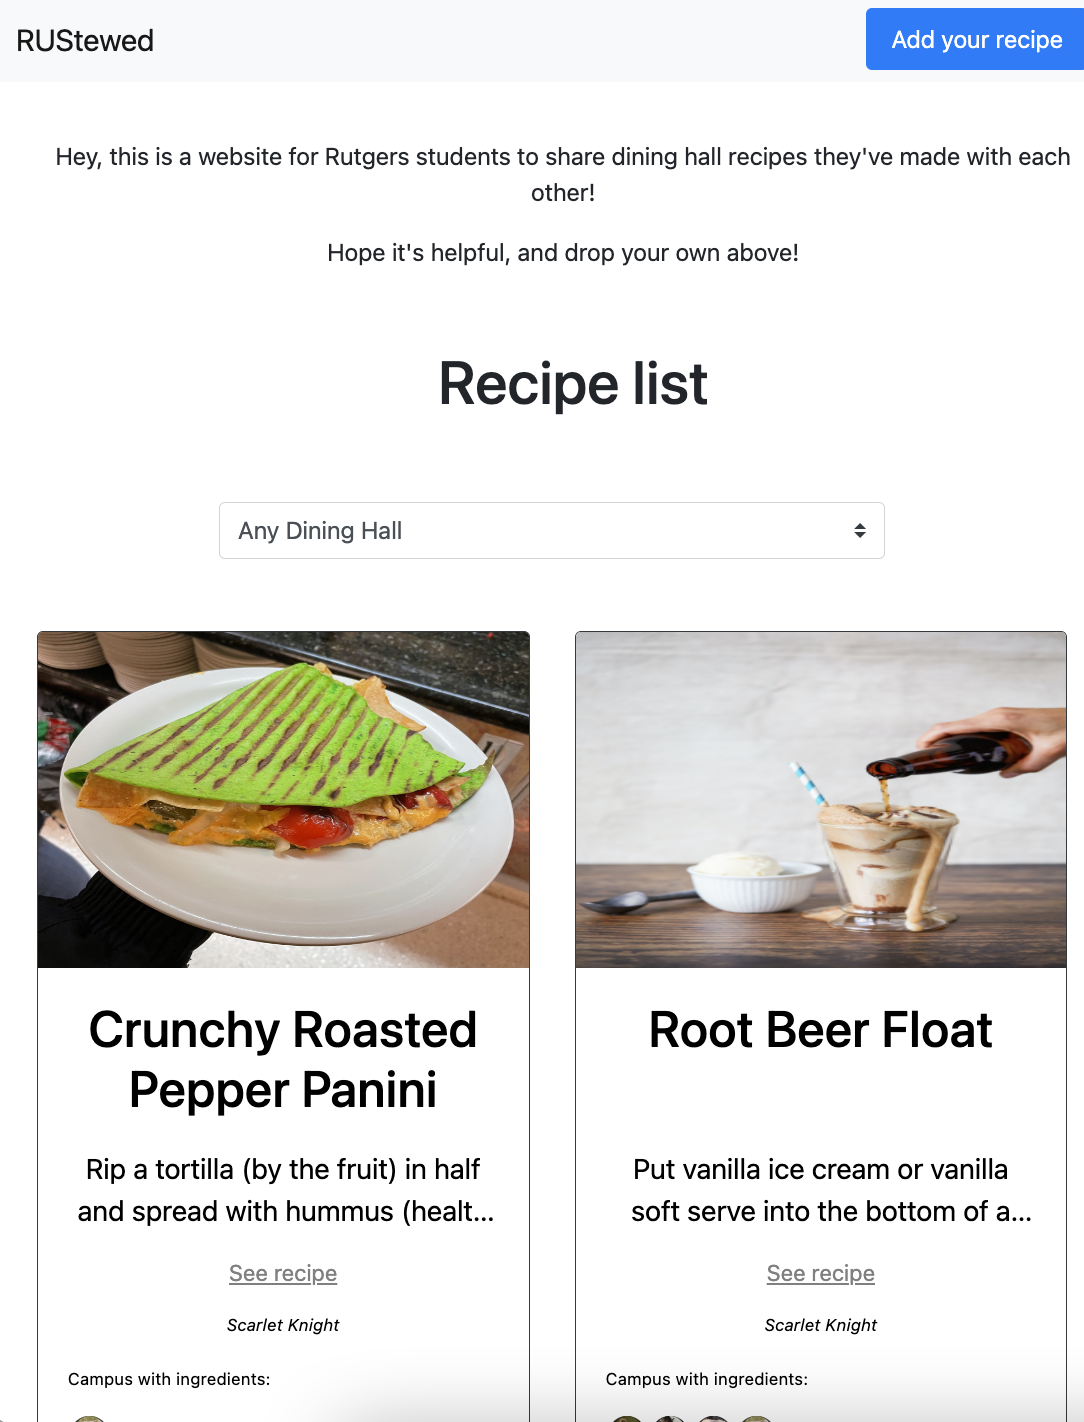 RUStewed
Add your recipe
Hey, this is a website for Rutgers students to share dining hall recipes they've made with each
other!
Hope it's helpful, and drop your own above!
Recipe list
Any Dining Hall
Crunchy Roasted
Pepper Panini
Rip a tortilla (by the fruit) in half
and spread with hummus (healt...
See recipe
Scarlet Knight
Campus with ingredients:
Root Beer Float
Put vanilla ice cream or vanilla
soft serve into the bottom of a...
See recipe
Scarlet Knight
Campus with ingredients: